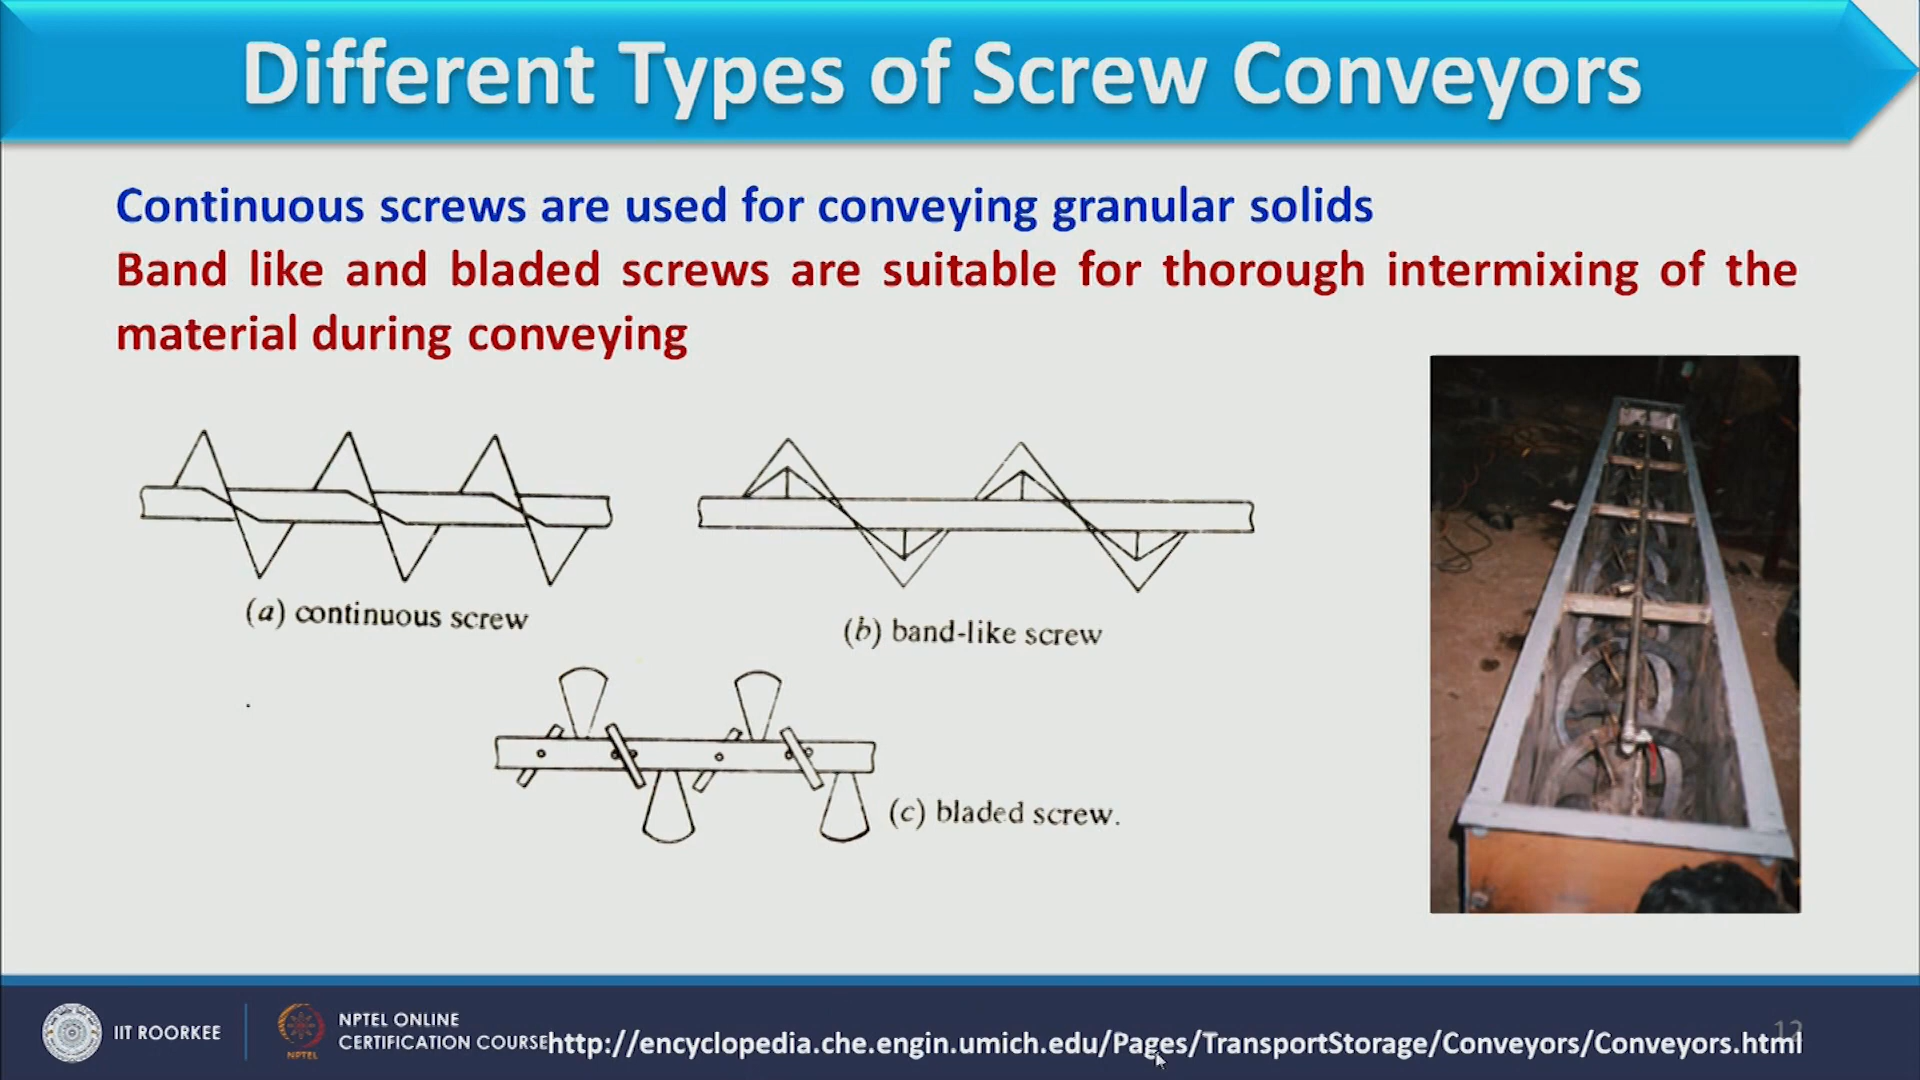 Different Types of Screw Conveyors
Continuous screws are used for conveying granular solids
Band like and bladed screws are suitable for thorough intermixing of the
material during conveying
(a) continuous screw
(b) band-like screw
(c) bladed screw.
IIT ROORKEE
NPTEL
NPTEL ONLINE
CERTIFICATION COURSE
http://encyclopedia.che.engin.umich.edu/Pages/TransportStorage/Conveyors/Conveyors.html
12